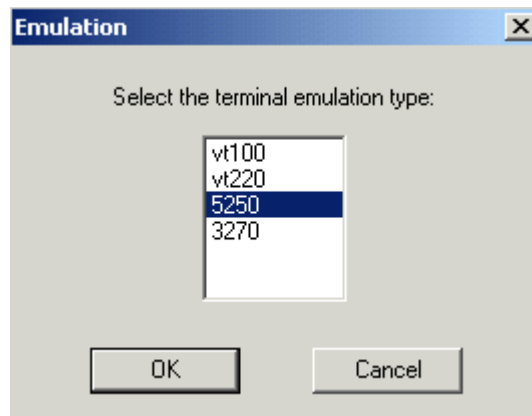 Emulation
Select the terminal emulation type:
vt100
vt220
5250
3270
OK Cancel